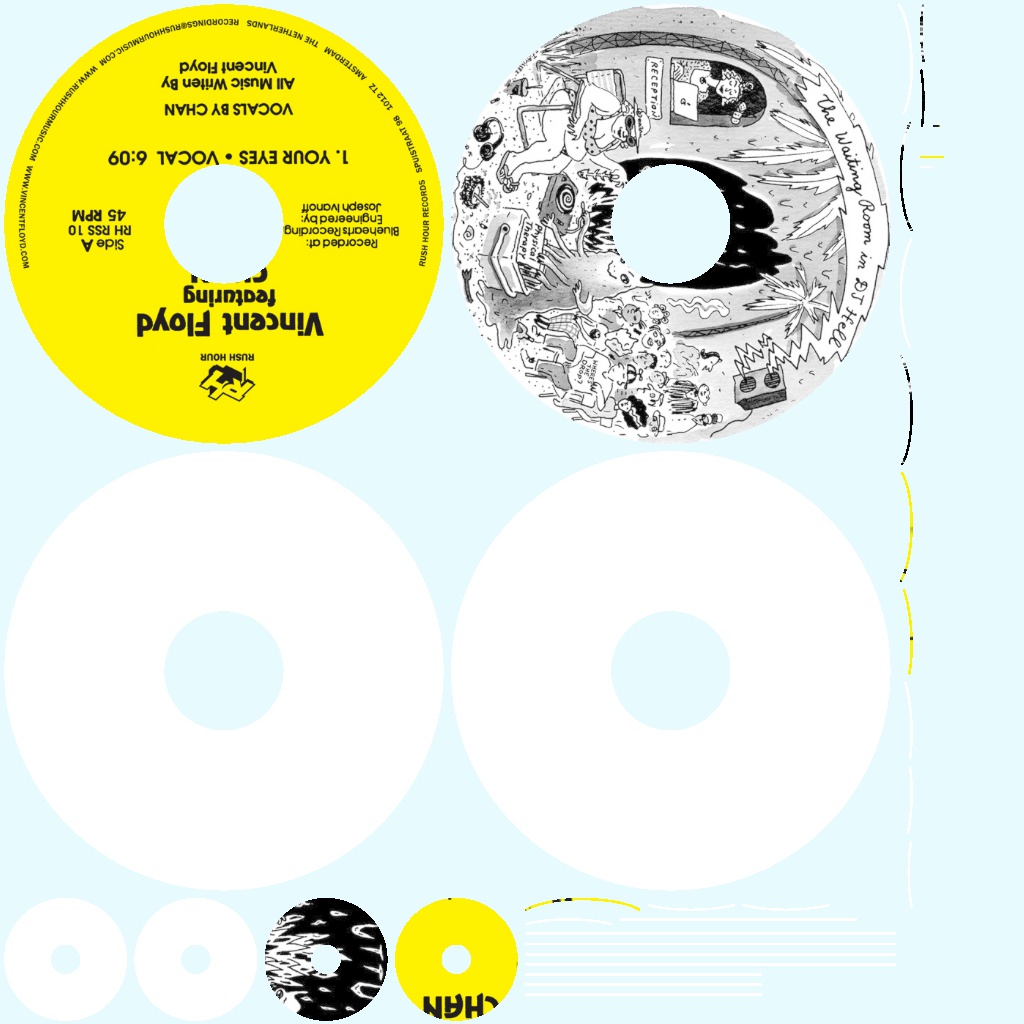 RUSH HOUR
Vincent Floyd
featuring
CHAN
Side A
RH RSS 10
45 RPM
Recorded at:
Bluehearts Recording
Engineered by:
Joseph Ivanoff
1. YOUR EYES • VOCAL 6:09
VOCALS BY CHAN
All Music Writen By
Vincent Floyd
RUSH HOUR RECORDS SPUISTRAAT 98 1012 TZ AMSTERDAM THE NETHERLANDS RECORDINGS@RUSHHOURMUSIC.COM WWW.RUSHHOURMUSIC.COM WWW.VINCENTFLOYD.COM
The Waiting Room in DJ Hell
RECEPTION
Physical
Therapy
WHERE'S
THE
DROP?